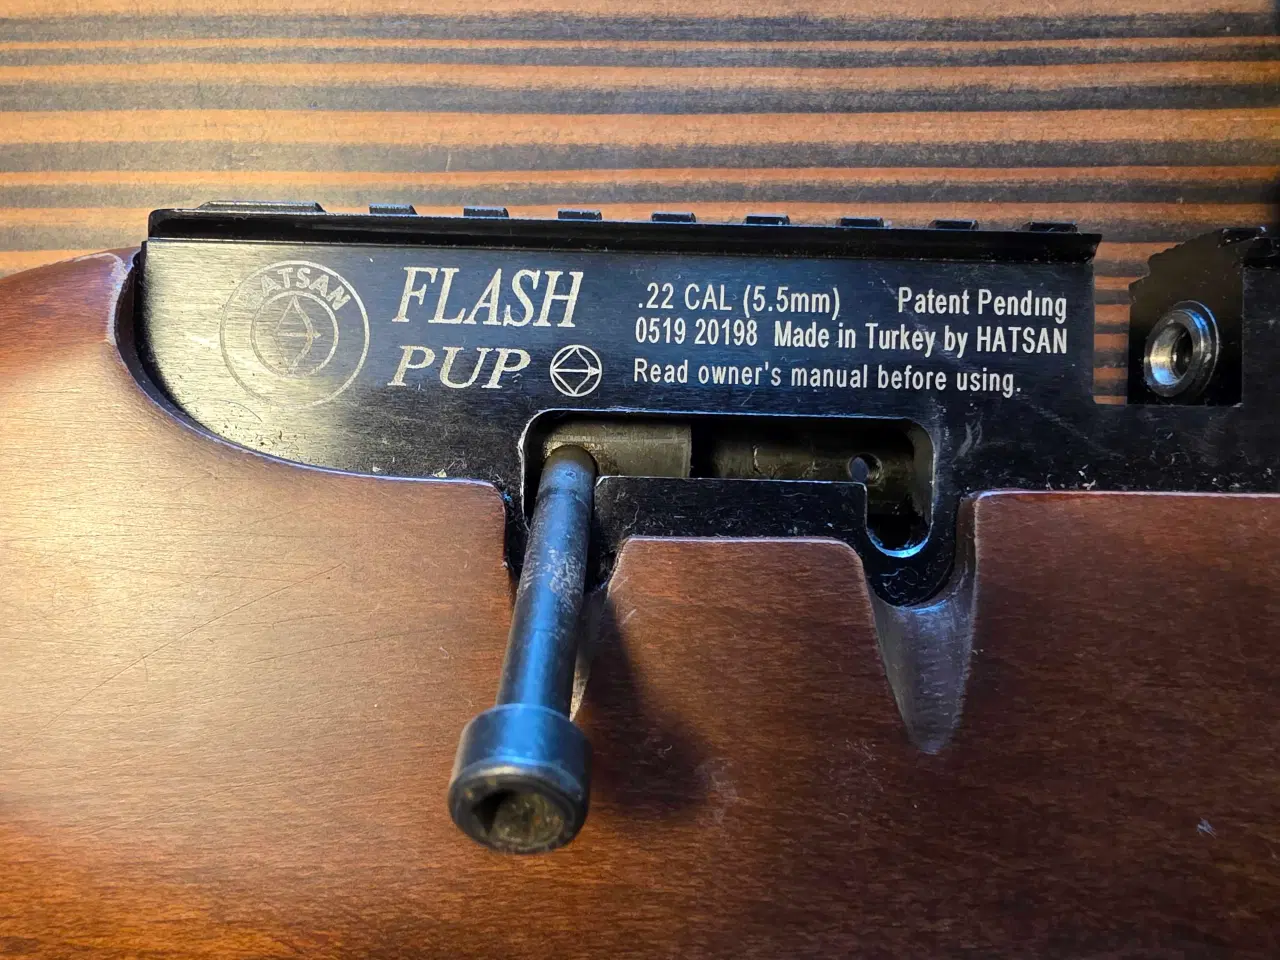 HATSAN
FLASH
PUP
.22 CAL (5.5mm) Patent Pending
0519 20198 Made in Turkey by HATSAN
Read owner's manual before using.